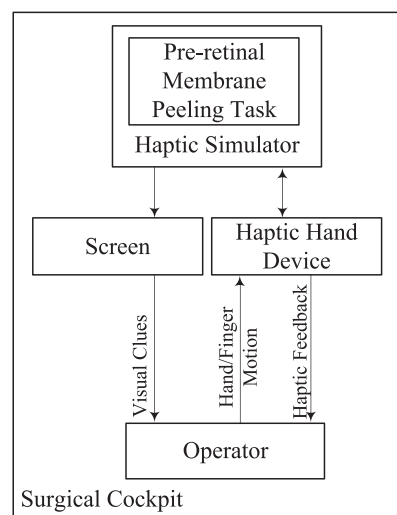 Pre-retinal
Membrane
Peeling Task
Haptic Simulator
Screen
Haptic Hand
Device
Visual Clues
Hand/Finger
Motion
Haptic Feedback
Operator
Surgical Cockpit